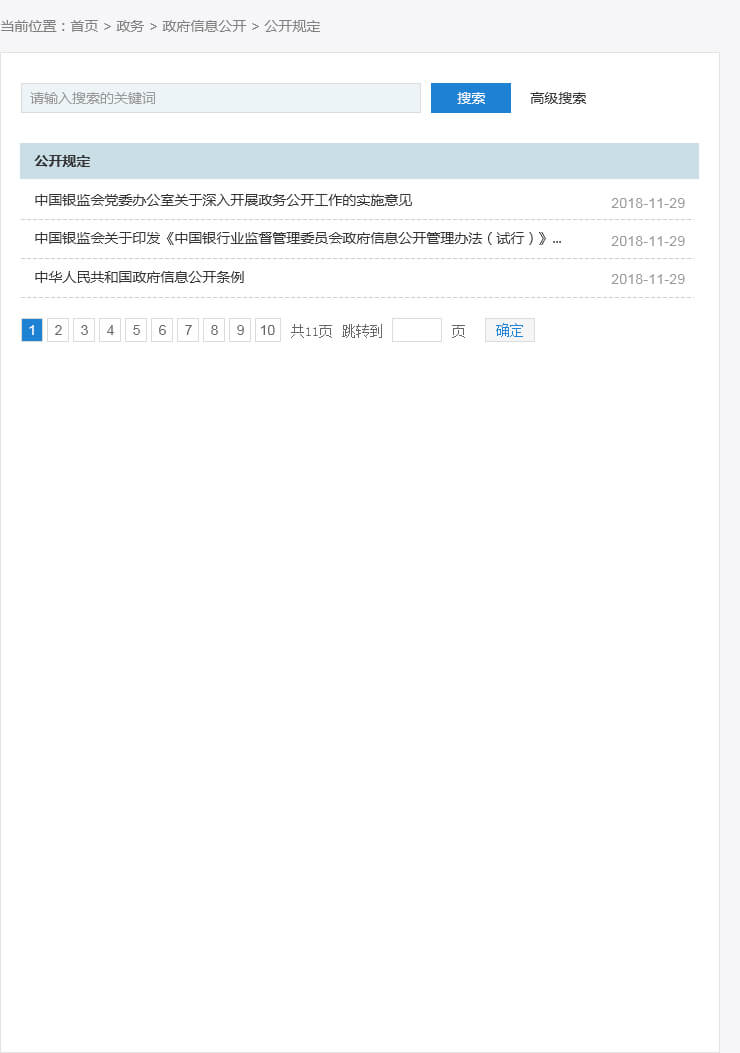 当前位置：首页 > 政务 > 政府信息公开 > 公开规定
请输入搜索的关键词 搜索 高级搜索
公开规定
中国银监会党委办公室关于深入开展政务公开工作的实施意见 2018-11-29
中国银监会关于印发《中国银行业监督管理委员会政府信息公开管理办法（试行）》... 2018-11-29
中华人民共和国政府信息公开条例 2018-11-29
1 2 3 4 5 6 7 8 9 10 共11页 跳转到 页 确定